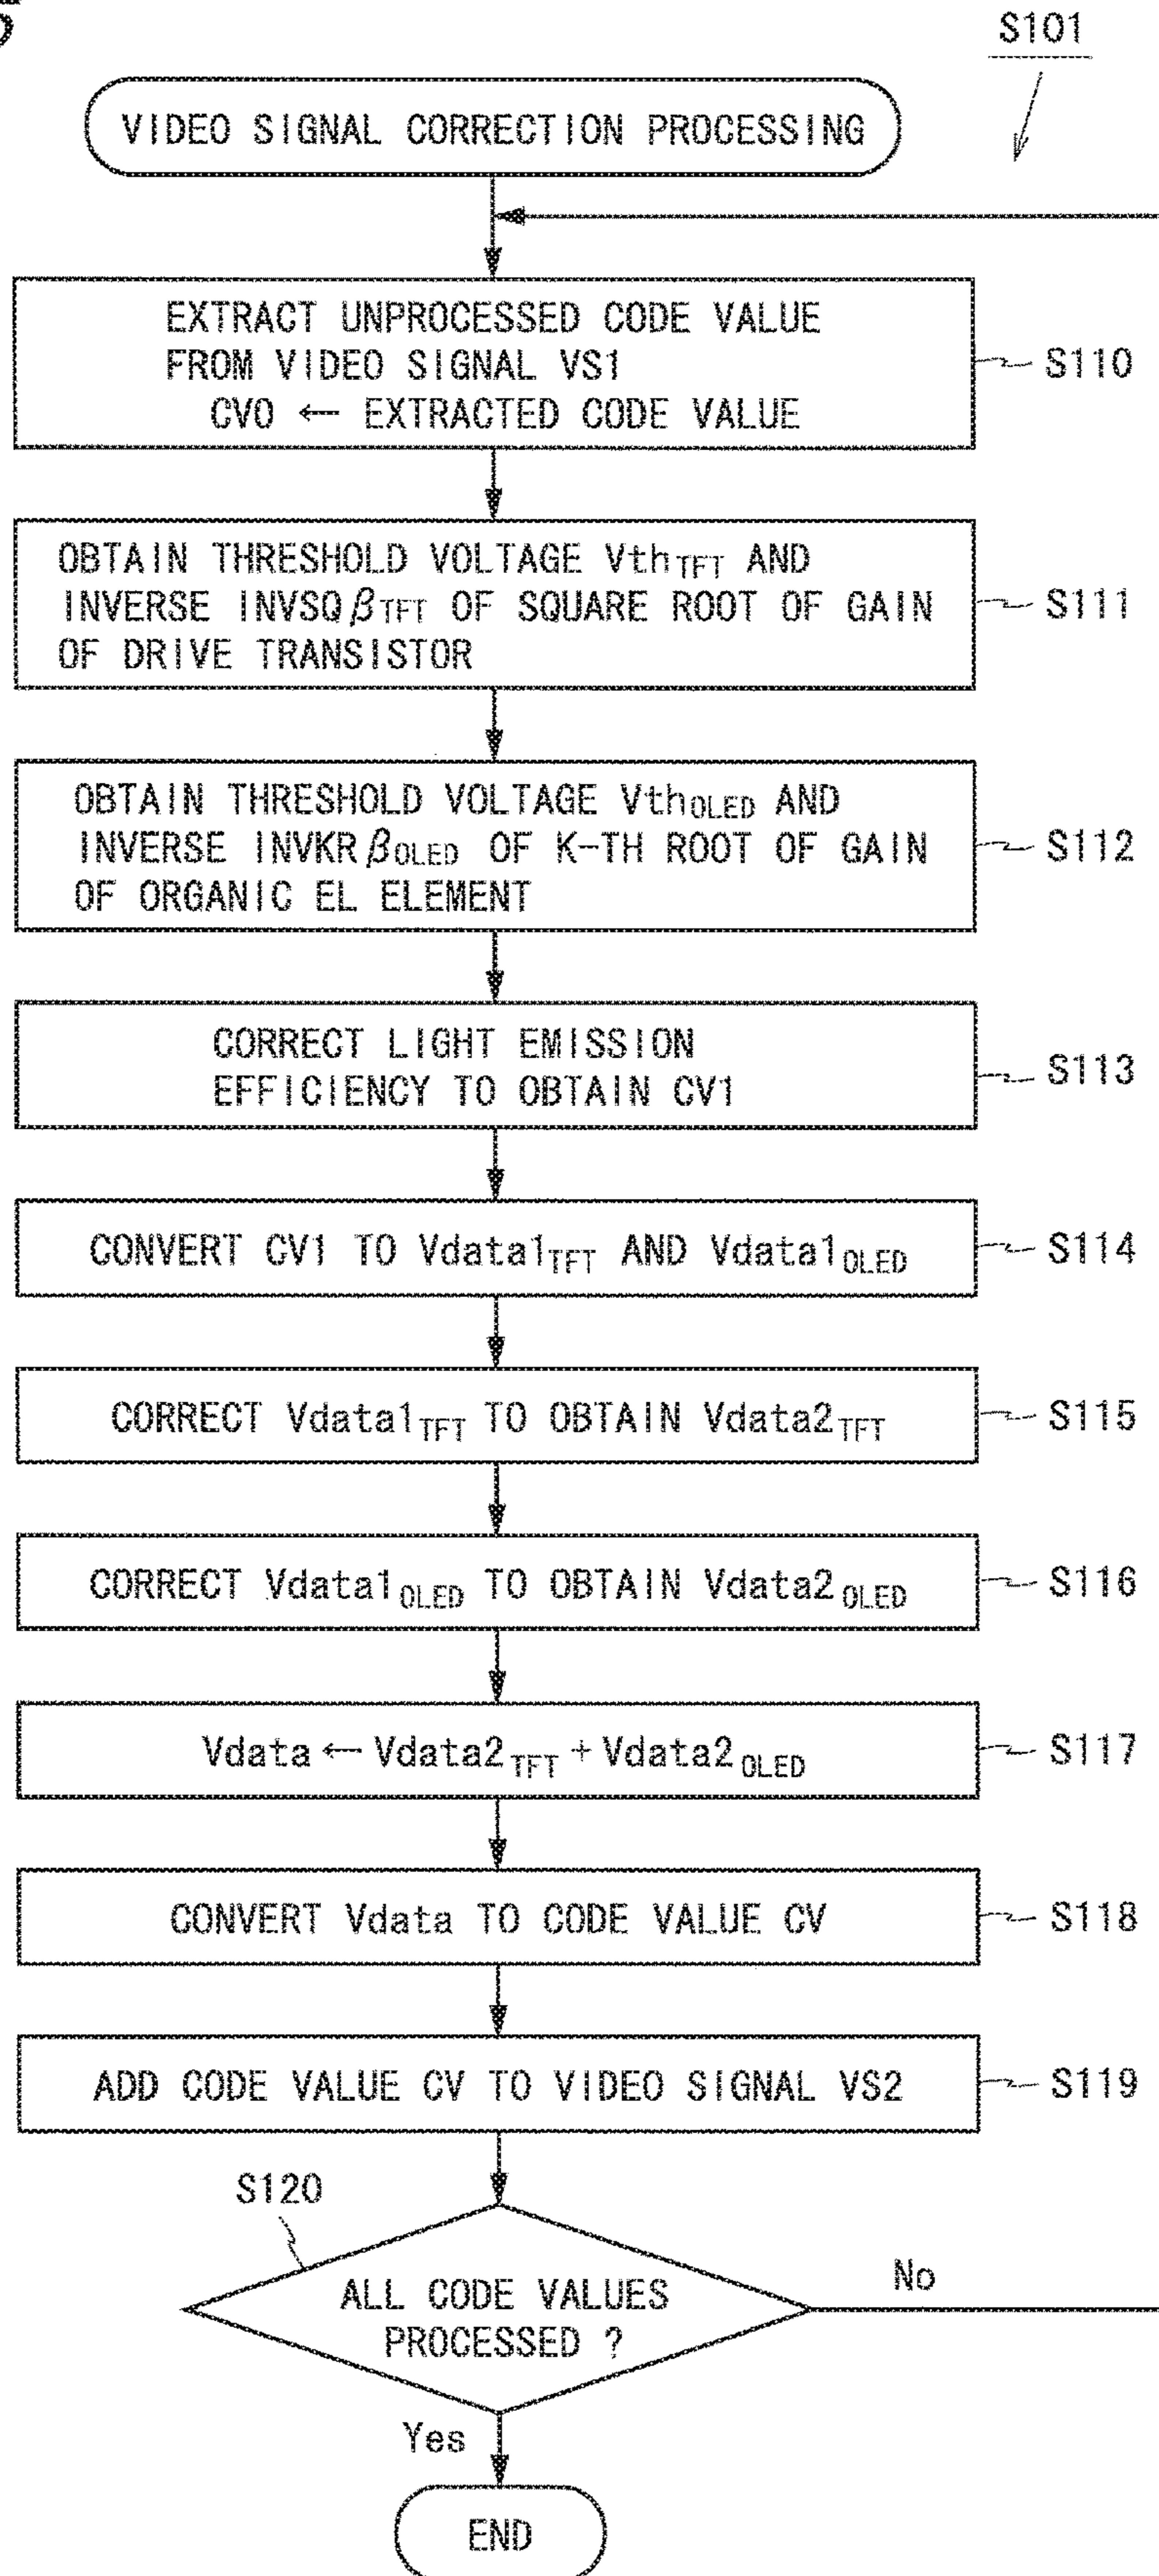 S101
VIDEO SIGNAL CORRECTION PROCESSING
EXTRACT UNPROCESSED CODE VALUE
FROM VIDEO SIGNAL VS1
CV0 ← EXTRACTED CODE VALUE
S110
OBTAIN THRESHOLD VOLTAGE VthTFT AND
INVERSE INVSQβTFT OF SQUARE ROOT OF GAIN
OF DRIVE TRANSISTOR
S111
OBTAIN THRESHOLD VOLTAGE VthOLED AND
INVERSE INVKRβOLED OF K-TH ROOT OF GAIN
OF ORGANIC EL ELEMENT
S112
CORRECT LIGHT EMISSION
EFFICIENCY TO OBTAIN CV1
S113
CONVERT CV1 TO Vdata1TFT AND Vdata1OLED
S114
CORRECT Vdata1TFT TO OBTAIN Vdata2TFT
S115
CORRECT Vdata1OLED TO OBTAIN Vdata2OLED
S116
Vdata ← Vdata2TFT + Vdata2OLED
S117
CONVERT Vdata TO CODE VALUE CV
S118
ADD CODE VALUE CV TO VIDEO SIGNAL VS2
S119
S120
ALL CODE VALUES
PROCESSED ?
No
Yes
END